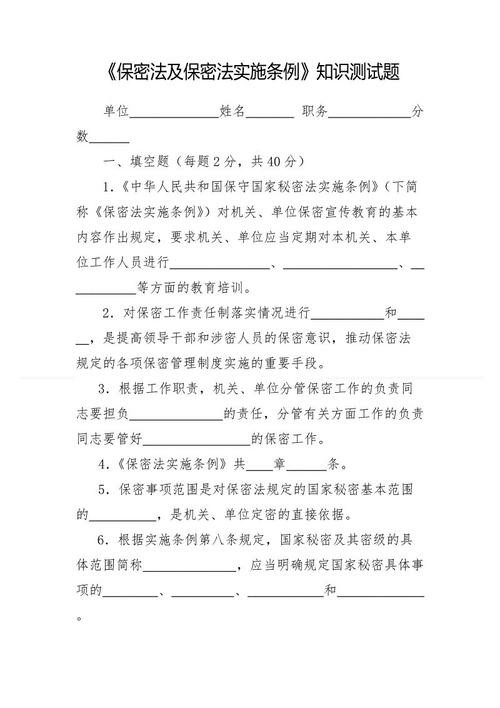 《保密法及保密法实施条例》知识测试题
单位_____________姓名_______ 职务____________分
数______
一、填空题（每题2分，共40分）
1.《中华人民共和国保守国家秘密法实施条例》（下简
称《保密法实施条例》）对机关、单位保密宣传教育的基本
内容作出规定，要求机关、单位应当定期对本机关、本单
位工作人员进行_______________、_________________、__
_________等方面的教育培训。
2．对保密工作责任制落实情况进行___________和____
__，是提高领导干部和涉密人员的保密意识，推动保密法
规定的各项保密管理制度实施的重要手段。
3．根据工作职责，机关、单位分管保密工作的负责同
志要担负______________的责任，分管有关方面工作的负责
同志要管好________________的保密工作。
4.《保密法实施条例》共____章______条。
5．保密事项范围是对保密法规定的国家秘密基本范围
的__________，是机关、单位定密的直接依据。
6．根据实施条例第八条规定，国家秘密及其密级的具
体范围简称______________，应当明确规定国家秘密具体事
项的________、_________、__________和_____________
。